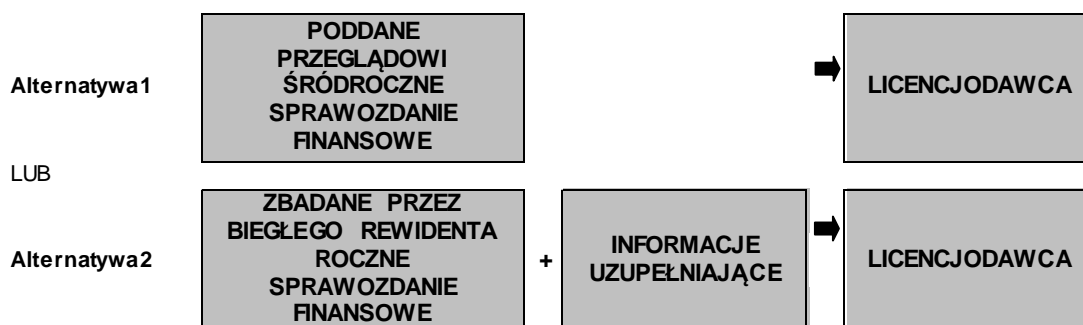 PODDANE
PRZEGLĄDOWI
ŚRÓDROCZNE
SPRAWOZDANIE
FINANSOWE
Alternatywa1
LICENCJODAWCA
LUB
ZBADANE PRZEZ
BIEGŁEGO REWIDENTA
ROCZNE
SPRAWOZDANIE
FINANSOWE
Alternatywa2
+
INFORMACJE
UZUPEŁNIAJĄCE
LICENCJODAWCA